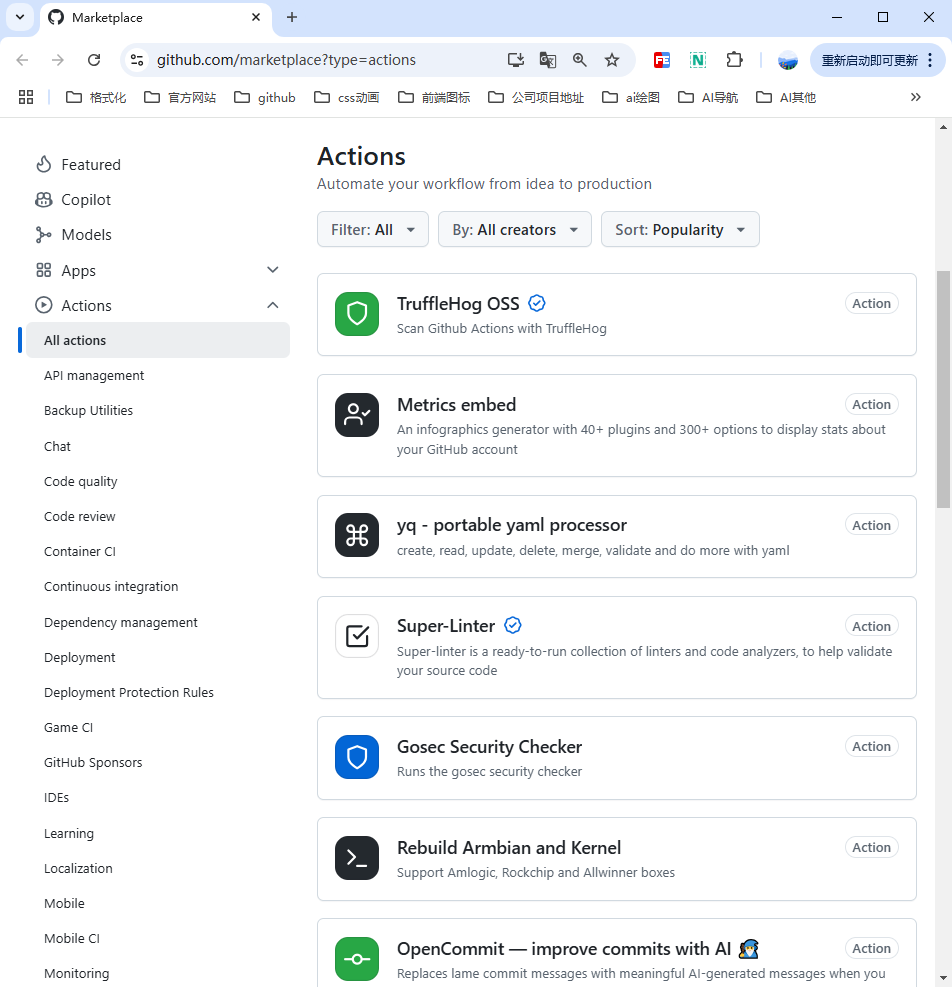 Marketplace
github.com/marketplace?type=actions
重新启动即可更新
格式化
官方网站
github
css动画
前端图标
公司项目地址
ai绘图
AI导航
AI其他
Featured
Copilot
Models
Apps
Actions
All actions
API management
Backup Utilities
Chat
Code quality
Code review
Container CI
Continuous integration
Dependency management
Deployment
Deployment Protection Rules
Game CI
GitHub Sponsors
IDEs
Learning
Localization
Mobile
Mobile CI
Monitoring
Actions
Automate your workflow from idea to production
Filter: All
By: All creators
Sort: Popularity
TruffleHog OSS
Action
Scan Github Actions with TruffleHog
Metrics embed
Action
An infographics generator with 40+ plugins and 300+ options to display stats about
your GitHub account
yq - portable yaml processor
Action
create, read, update, delete, merge, validate and do more with yaml
Super-Linter
Action
Super-linter is a ready-to-run collection of linters and code analyzers, to help validate
your source code
Gosec Security Checker
Action
Runs the gosec security checker
Rebuild Armbian and Kernel
Action
Support Amlogic, Rockchip and Allwinner boxes
OpenCommit — improve commits with AI 🧙‍♂️
Action
Replaces lame commit messages with meaningful AI-generated messages when you